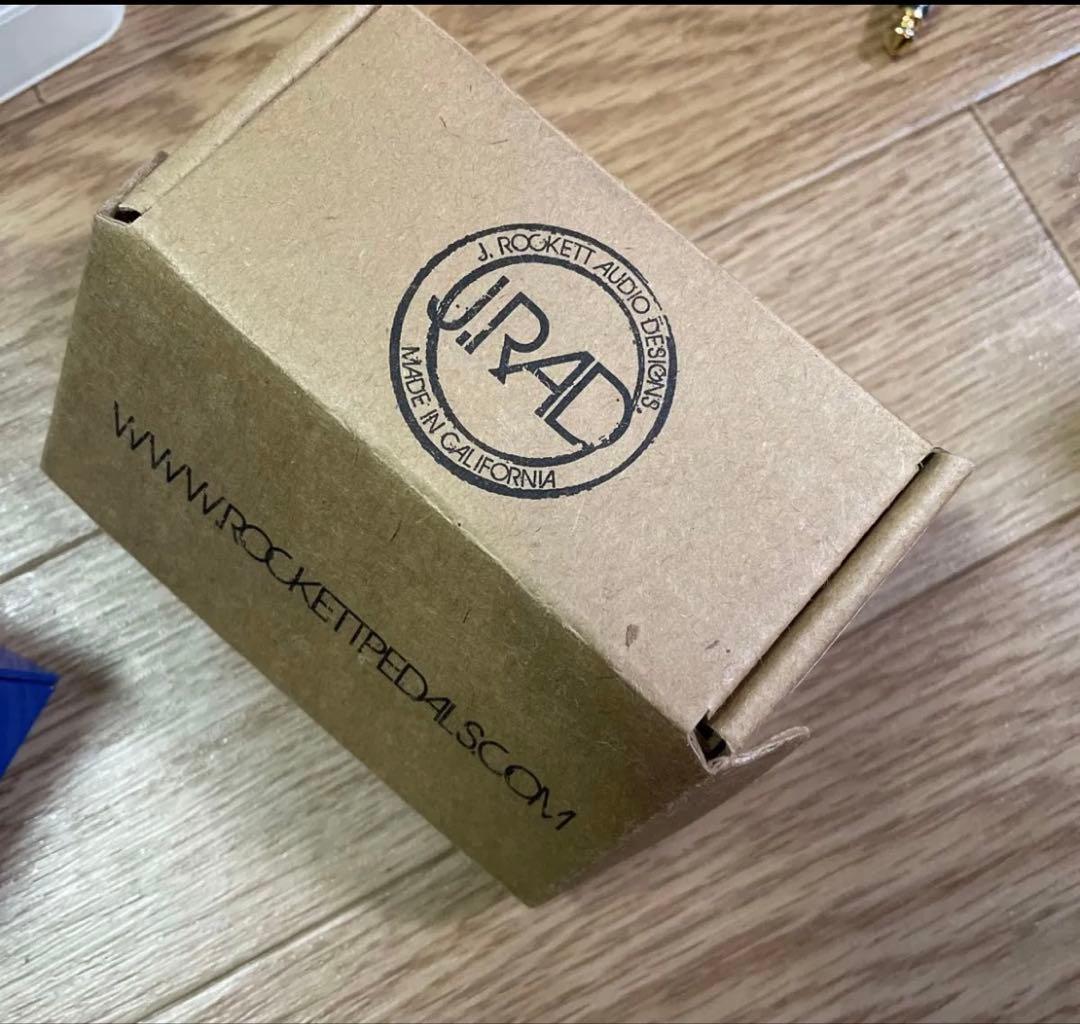 J. ROCKETT AUDIO DESIGNS.
J.RAD
MADE IN CALIFORNIA
WWW.ROCKETTPEDALS.COM